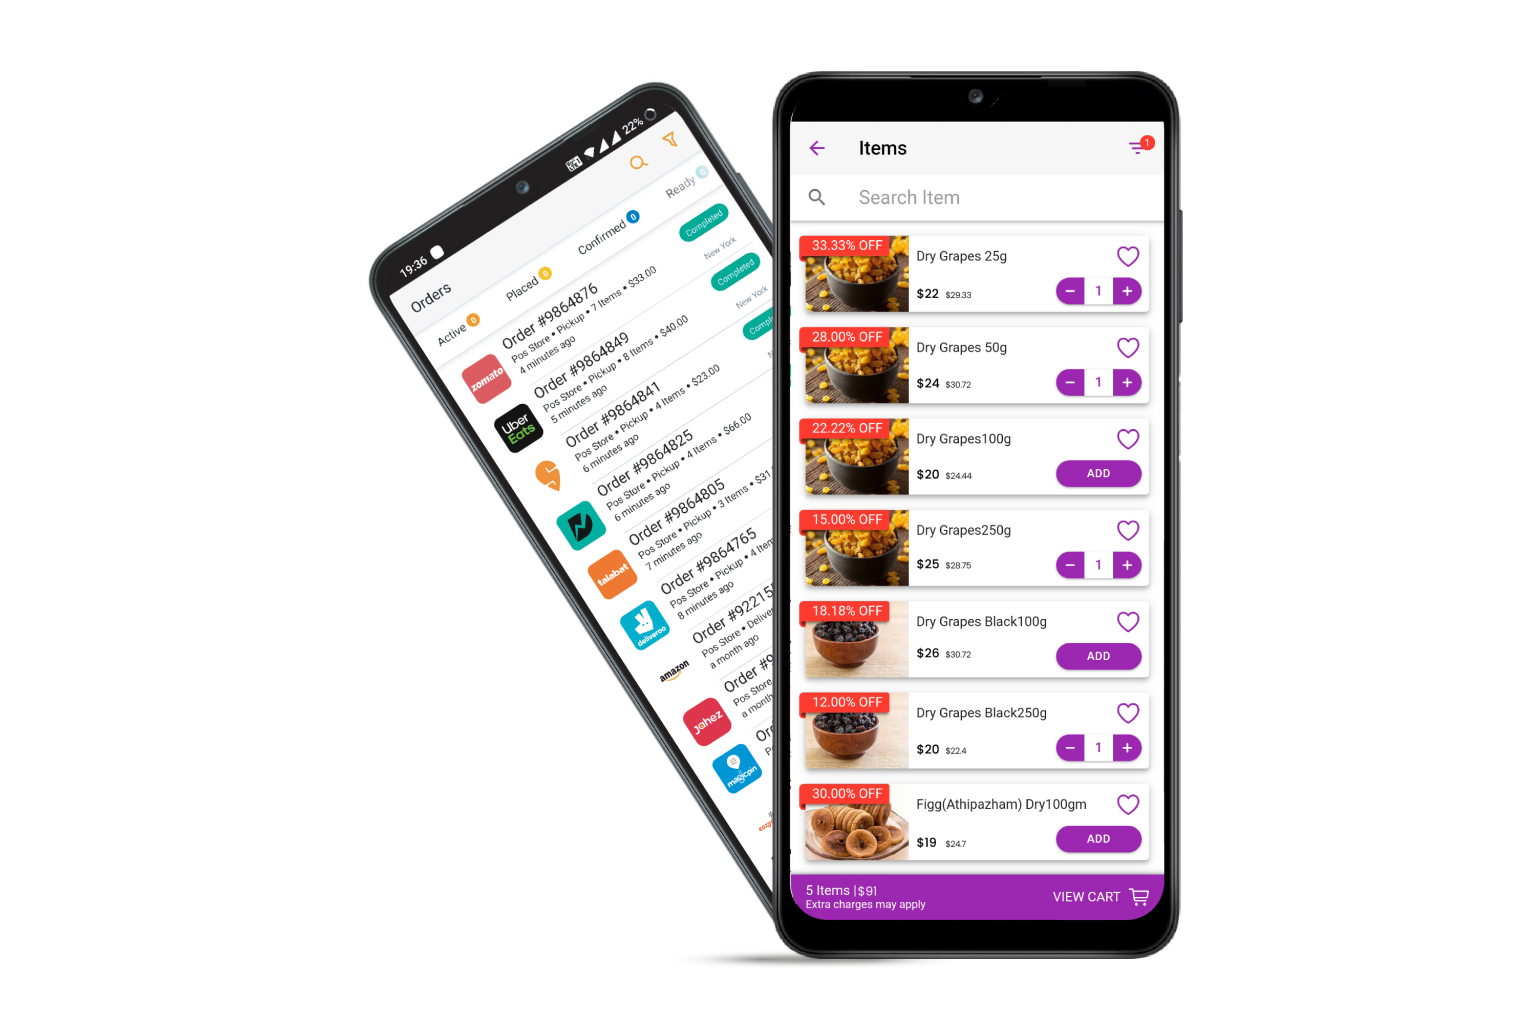 19:36
22%
Orders
Active 0
Placed 0
Confirmed 0
Ready 0
zomato
Order #9864876
Pos Store • Pickup • 7 Items • $33.00
4 minutes ago
Completed
New York
Uber
Eats
Order #9864849
Pos Store • Pickup • 8 Items • $40.00
5 minutes ago
Completed
New York
Order #9864841
Pos Store • Pickup • 4 Items • $23.00
6 minutes ago
Order #9864825
Pos Store • Pickup • 4 Items • $66.00
6 minutes ago
talabat
Order #9864805
Pos Store • Pickup • 3 Items • $31
7 minutes ago
deliveroo
Order #9864765
Pos Store • Pickup • 4
8 minutes ago
amazon
Order #92215
Pos Store •
a month ago
jahez
Order
Pos Store
magicpin
Items
1
Search Item
33.33% OFF
Dry Grapes 25g
$22 $29.33
− 1 +
28.00% OFF
Dry Grapes 50g
$24 $30.72
− 1 +
22.22% OFF
Dry Grapes100g
$20 $24.44
ADD
15.00% OFF
Dry Grapes250g
$25 $28.75
− 1 +
18.18% OFF
Dry Grapes Black100g
$26 $30.72
ADD
12.00% OFF
Dry Grapes Black250g
$20 $22.4
− 1 +
30.00% OFF
Figg(Athipazham) Dry100gm
$19 $24.7
ADD
5 Items |$91
Extra charges may apply
VIEW CART